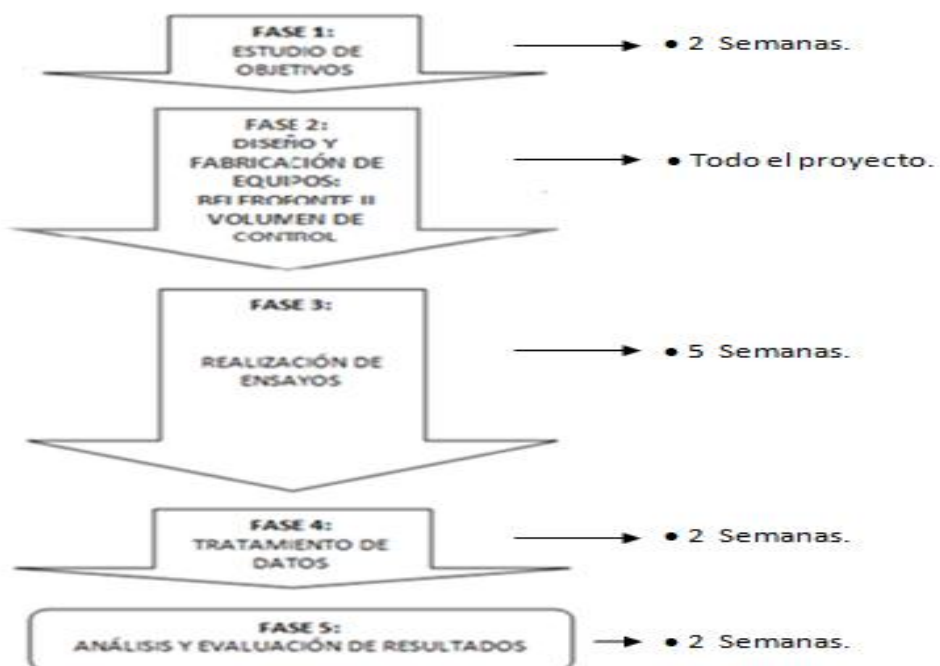 FASE 1:
ESTUDIO DE
OBJETIVOS
• 2 Semanas.
FASE 2:
DISEÑO Y
FABRICACIÓN DE
EQUIPOS:
BELEROFONTE II
VOLUMEN DE
CONTROL
• Todo el proyecto.
FASE 3:
REALIZACIÓN DE
ENSAYOS
• 5 Semanas.
FASE 4:
TRATAMIENTO DE
DATOS
• 2 Semanas.
FASE 5:
ANÁLISIS Y EVALUACIÓN DE RESULTADOS
• 2 Semanas.